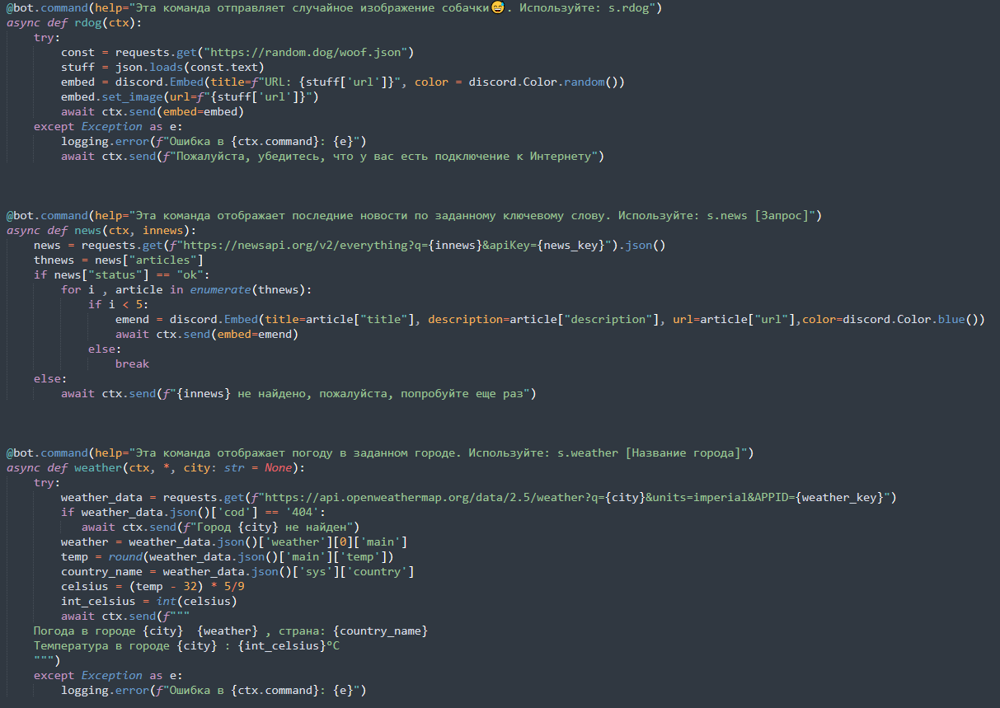 @bot.command(help="Эта команда отправляет случайное изображение собачки😅. Используйте: s.rdog")
async def rdog(ctx):
    try:
        const = requests.get("https://random.dog/woof.json")
        stuff = json.loads(const.text)
        embed = discord.Embed(title=f"URL: {stuff['url']}", color = discord.Color.random())
        embed.set_image(url=f"{stuff['url']}")
        await ctx.send(embed=embed)
    except Exception as e:
        logging.error(f"Ошибка в {ctx.command}: {e}")
        await ctx.send(f"Пожалуйста, убедитесь, что у вас есть подключение к Интернету")
@bot.command(help="Эта команда отображает последние новости по заданному ключевому слову. Используйте: s.news [Запрос]")
async def news(ctx, innews):
    news = requests.get(f"https://newsapi.org/v2/everything?q={innews}&apiKey={news_key}").json()
    thnews = news["articles"]
    if news["status"] == "ok":
        for i , article in enumerate(thnews):
            if i < 5:
                emend = discord.Embed(title=article["title"], description=article["description"], url=article["url"],color=discord.Color.blue())
                await ctx.send(embed=emend)
            else:
                break
    else:
        await ctx.send(f"{innews} не найдено, пожалуйста, попробуйте еще раз")
@bot.command(help="Эта команда отображает погоду в заданном городе. Используйте: s.weather [Название города]")
async def weather(ctx, *, city: str = None):
    try:
        weather_data = requests.get(f"https://api.openweathermap.org/data/2.5/weather?q={city}&units=imperial&APPID={weather_key}")
        if weather_data.json()['cod'] == '404':
           await ctx.send(f"Город {city} не найден")
        weather = weather_data.json()['weather'][0]['main']
        temp = round(weather_data.json()['main']['temp'])
        country_name = weather_data.json()['sys']['country']
        celsius = (temp - 32) * 5/9
        int_celsius = int(celsius)
        await ctx.send(f"""
    Погода в городе {city}  {weather} , страна: {country_name}
    Температура в городе {city} : {int_celsius}°C
    """)
    except Exception as e:
        logging.error(f"Ошибка в {ctx.command}: {e}")